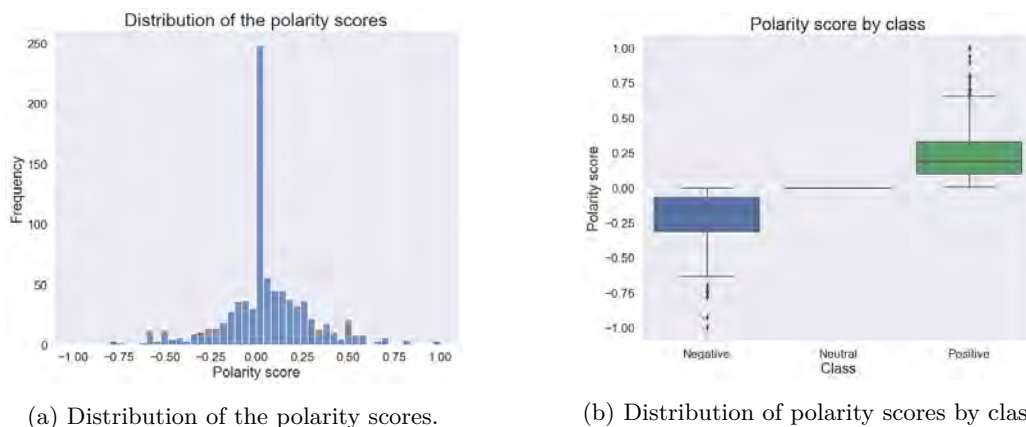 Distribution of the polarity scores
250
200
150
100
50
0
Frequency
−1.00 −0.75 −0.50 −0.25 0.00 0.25 0.50 0.75 1.00
Polarity score
(a) Distribution of the polarity scores.
Polarity score by class
1.00
0.75
0.50
0.25
0.00
−0.25
−0.50
−0.75
−1.00
Polarity score
Negative Neutral Positive
Class
(b) Distribution of polarity scores by clas